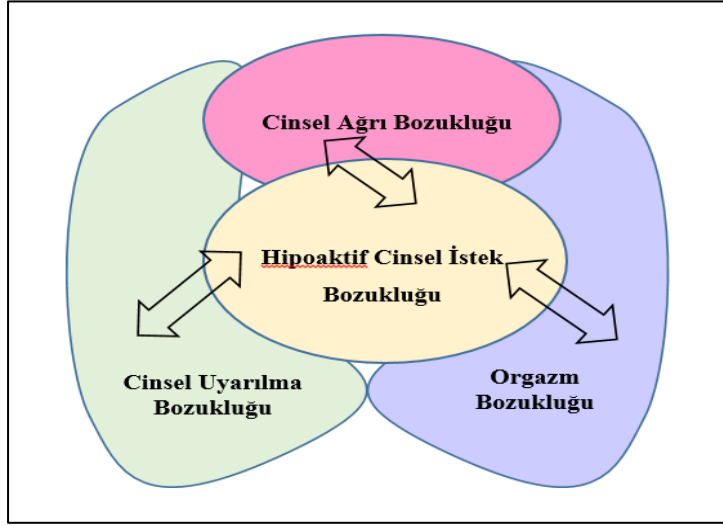 Cinsel Ağrı Bozukluğu
Hipoaktif Cinsel İstek
Bozukluğu
Cinsel Uyarılma
Bozukluğu
Orgazm
Bozukluğu